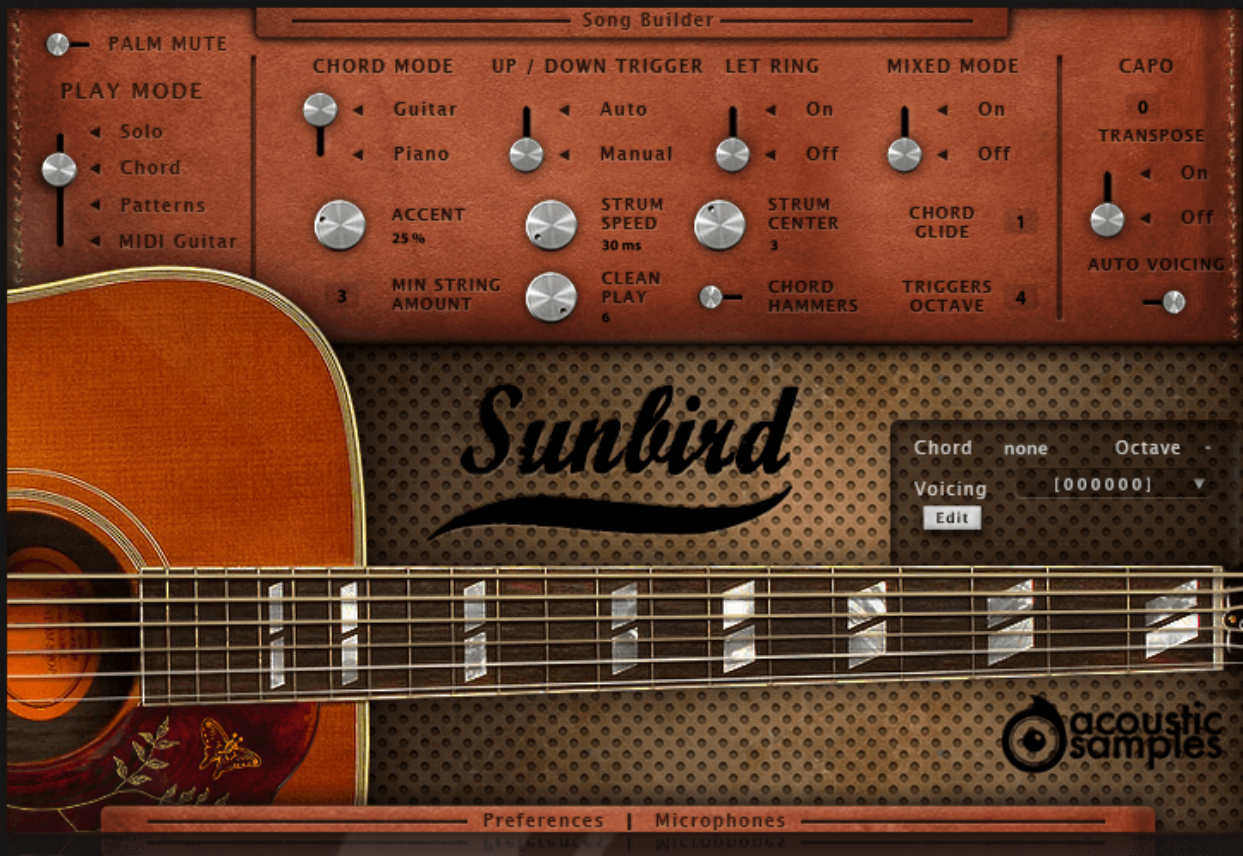 Song Builder
PALM MUTE
PLAY MODE
Solo
Chord
Patterns
MIDI Guitar
CHORD MODE
Guitar
Piano
UP / DOWN TRIGGER
Auto
Manual
LET RING
On
Off
MIXED MODE
On
Off
ACCENT
25 %
STRUM
SPEED
30 ms
STRUM
CENTER
3
CHORD
GLIDE
1
3
MIN STRING
AMOUNT
CLEAN
PLAY
6
CHORD
HAMMERS
TRIGGERS
OCTAVE
4
CAPO
0
TRANSPOSE
On
Off
AUTO VOICING
Sunbird
Chord none Octave -
Voicing [000000]
Edit
acoustic
samples
Preferences | Microphones